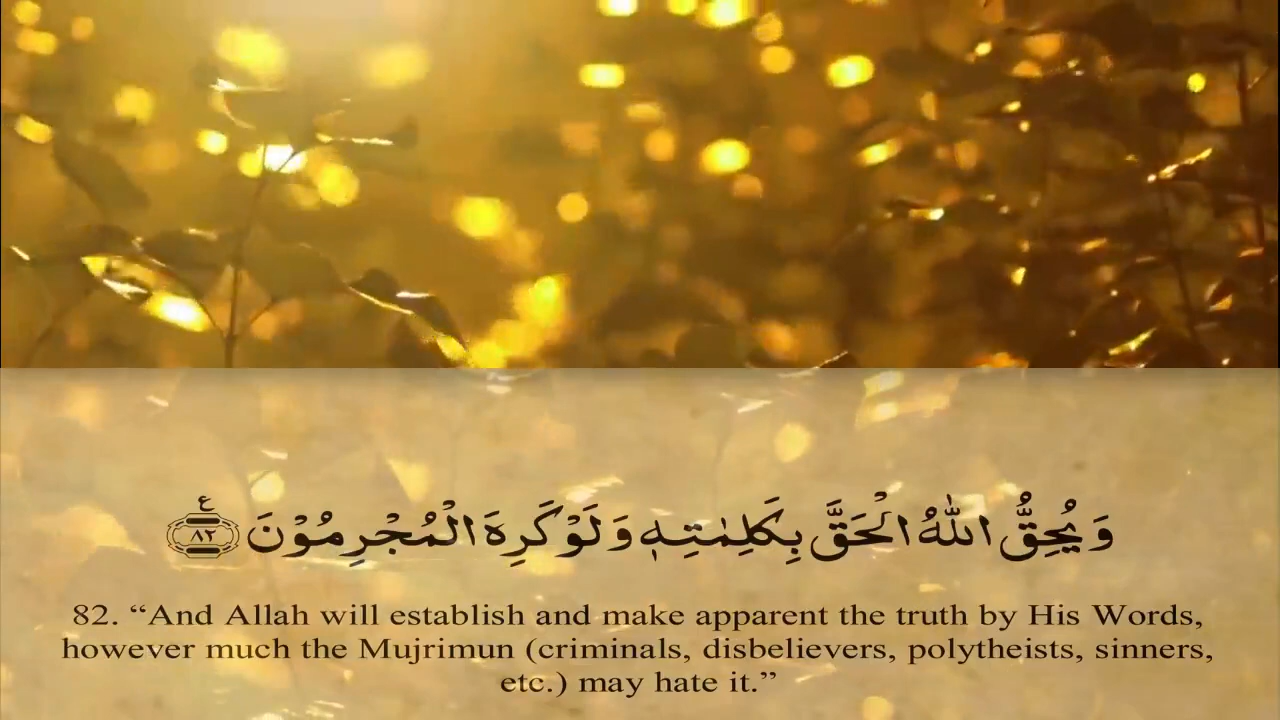 وَيُحِقُّ اللّٰهُ الْحَقَّ بِكَلِمٰتِهٖ وَلَوْ كَرِهَ الْمُجْرِمُوْنَ ۝٨٢ ع
82. “And Allah will establish and make apparent the truth by His Words,
however much the Mujrimun (criminals, disbelievers, polytheists, sinners,
etc.) may hate it.”